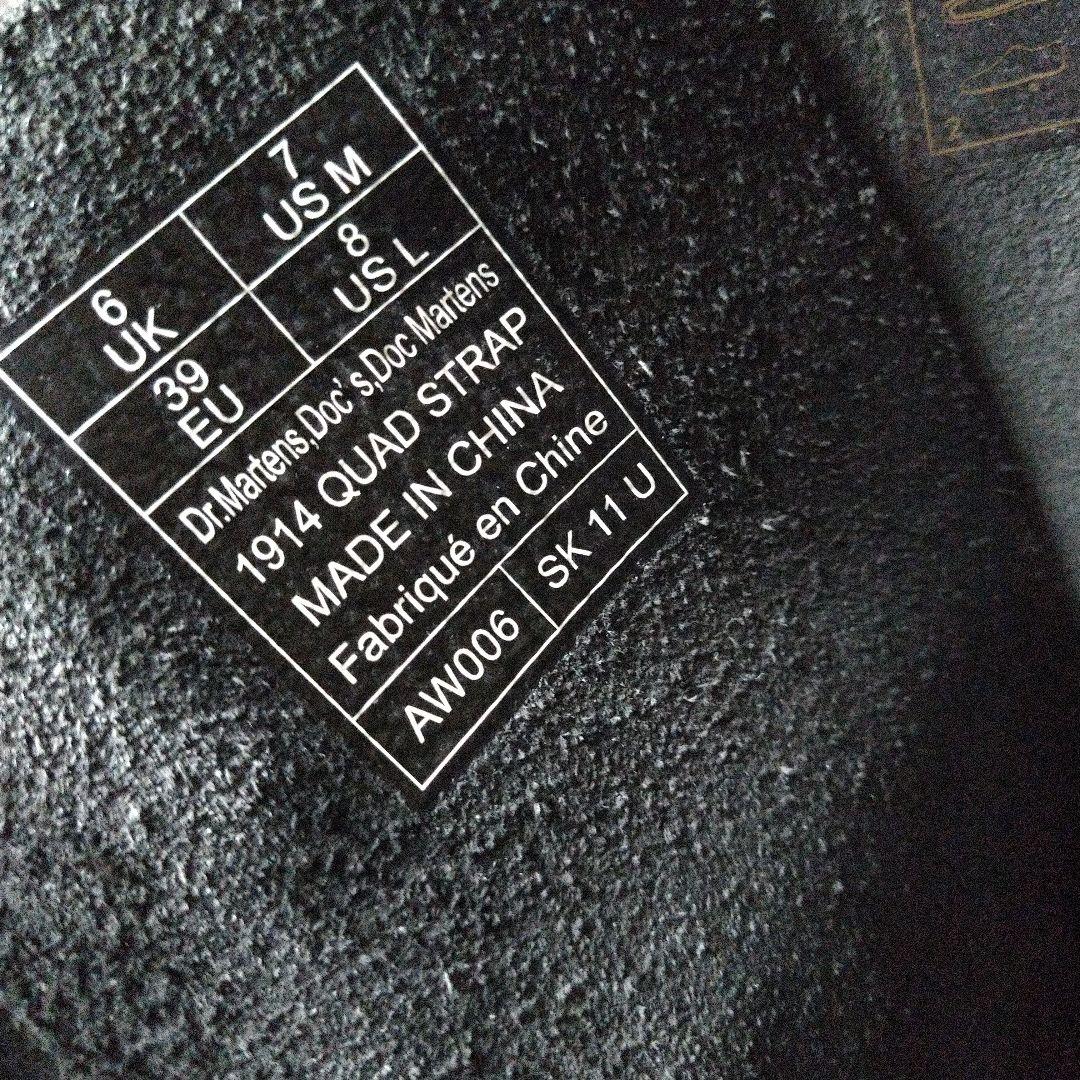 6
UK
7
US M
39
EU
8
US L
Dr.Martens,Doc's,Doc Martens
1914 QUAD STRAP
MADE IN CHINA
Fabriqué en Chine
AW006
SK 11 U